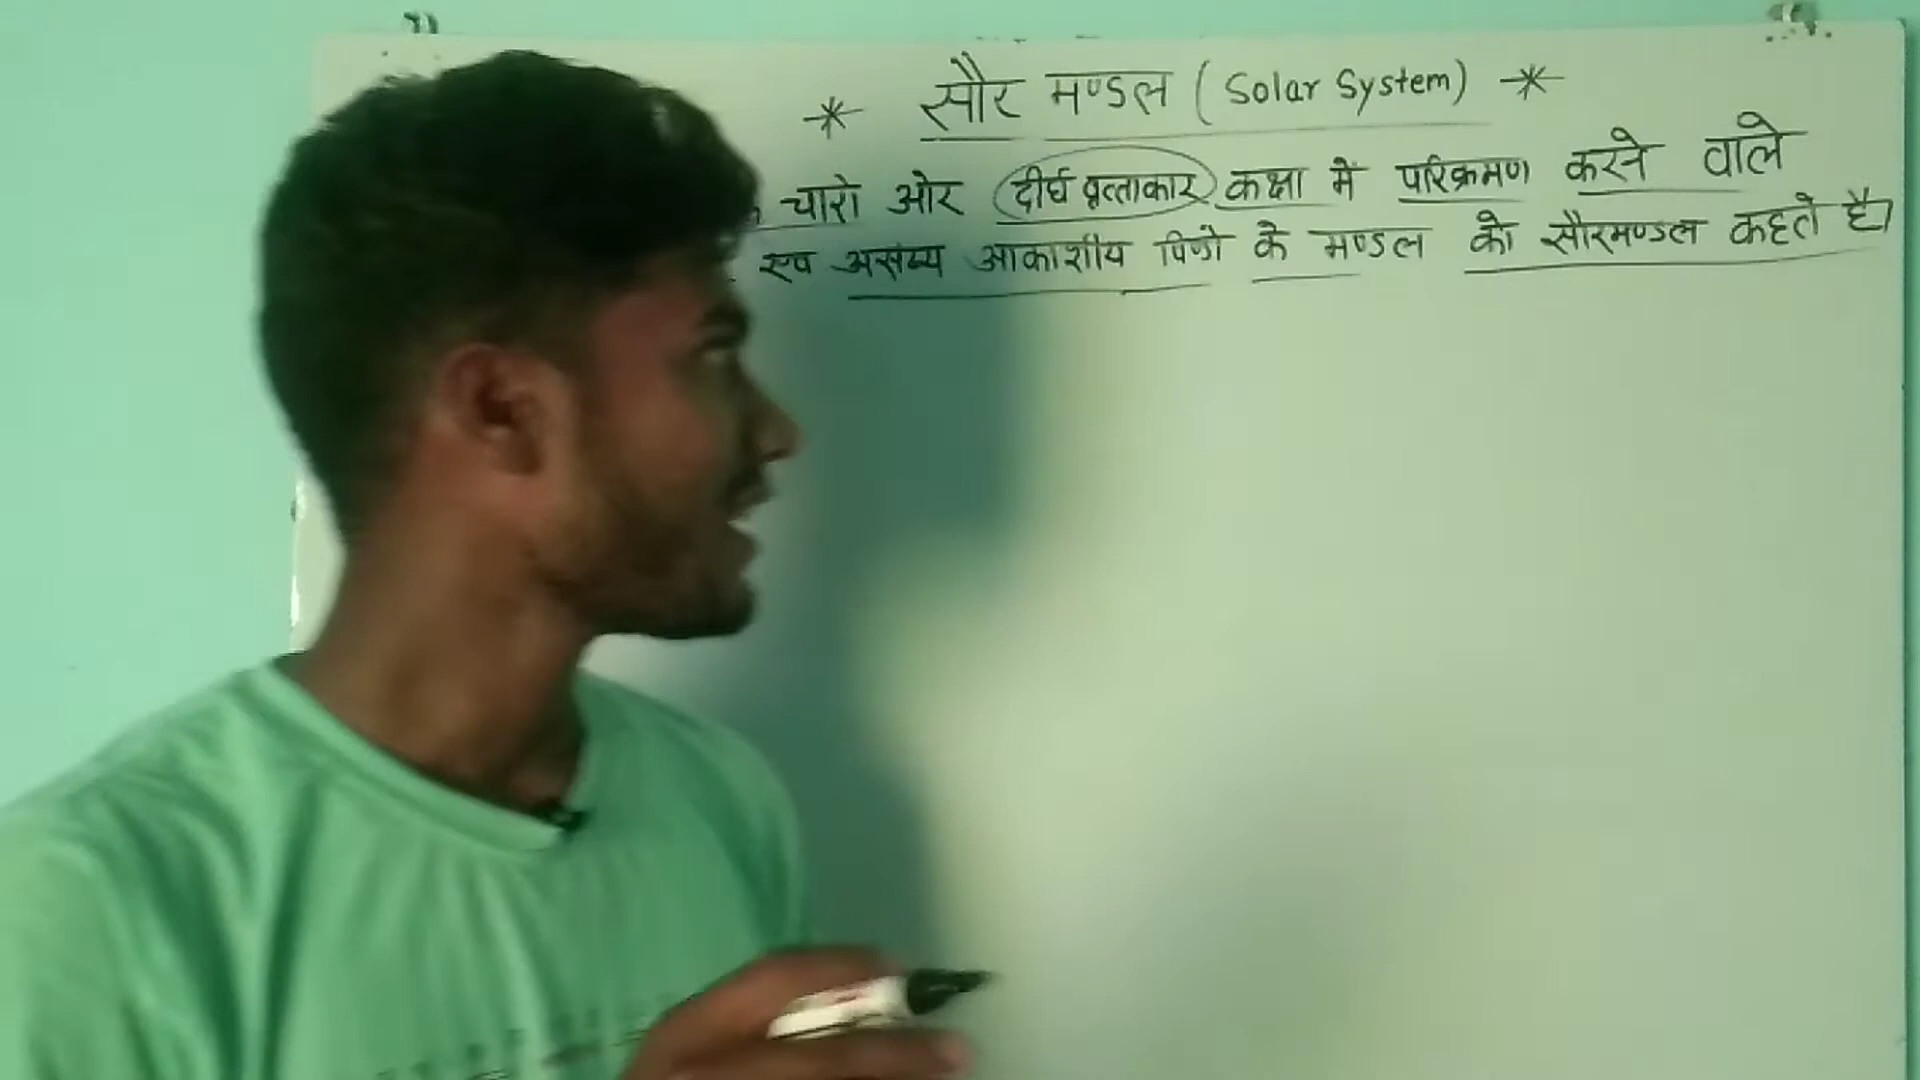 * सौर मण्डल ( Solar System) *
चारो ओर दीर्घ वृत्ताकार कक्षा में परिक्रमण करने वाले
एवं असंख्य आकाशीय पिण्डो के मण्डल को सौरमण्डल कहते है।